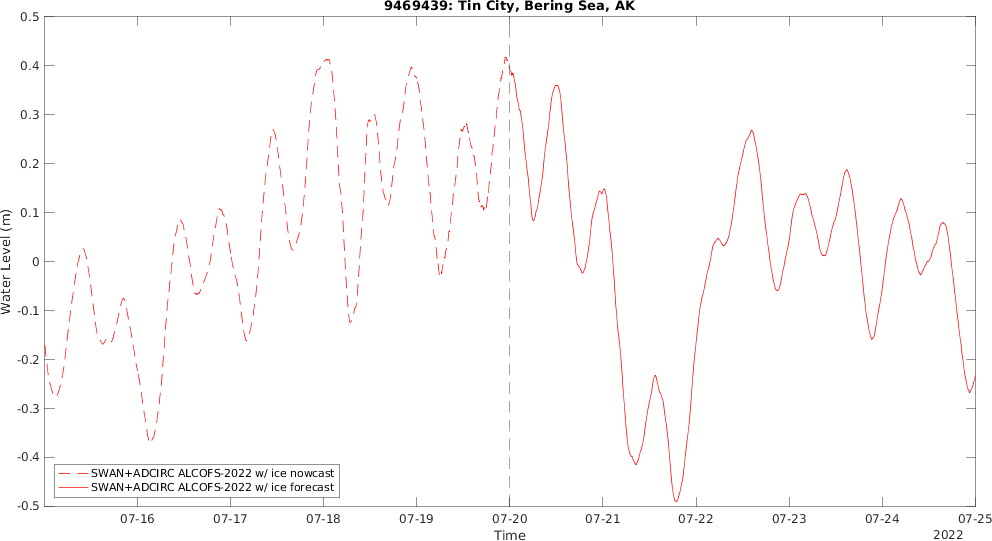 9469439: Tin City, Bering Sea, AK
0.5
0.4
0.3
0.2
0.1
0
-0.1
-0.2
-0.3
-0.4
-0.5
Water Level (m)
SWAN+ADCIRC ALCOFS-2022 w/ ice nowcast
SWAN+ADCIRC ALCOFS-2022 w/ ice forecast
07-16 07-17 07-18 07-19 07-20 07-21 07-22 07-23 07-24 07-25
Time
2022